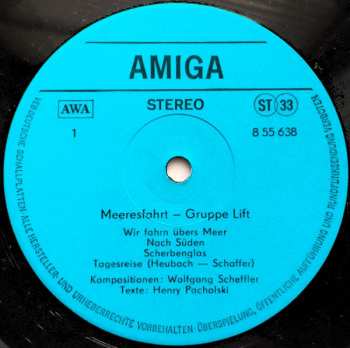 AMIGA
AWA
STEREO
ST 33
1
8 55 638
Meeresfahrt – Gruppe Lift
Wir fahrn übers Meer
Nach Süden
Scherbenglas
Tagesreise (Heubach — Schaffer)
Kompositionen: Wolfgang Scheffler
Texte: Henry Pacholski
VEB DEUTSCHE SCHALLPLATTEN · ALLE HERSTELLER- UND URHEBERRECHTE VORBEHALTEN · ÜBERSPIELUNG, ÖFFENTLICHE AUFFÜHRUNG UND RUNDFUNKSENDUNG VERBOTEN